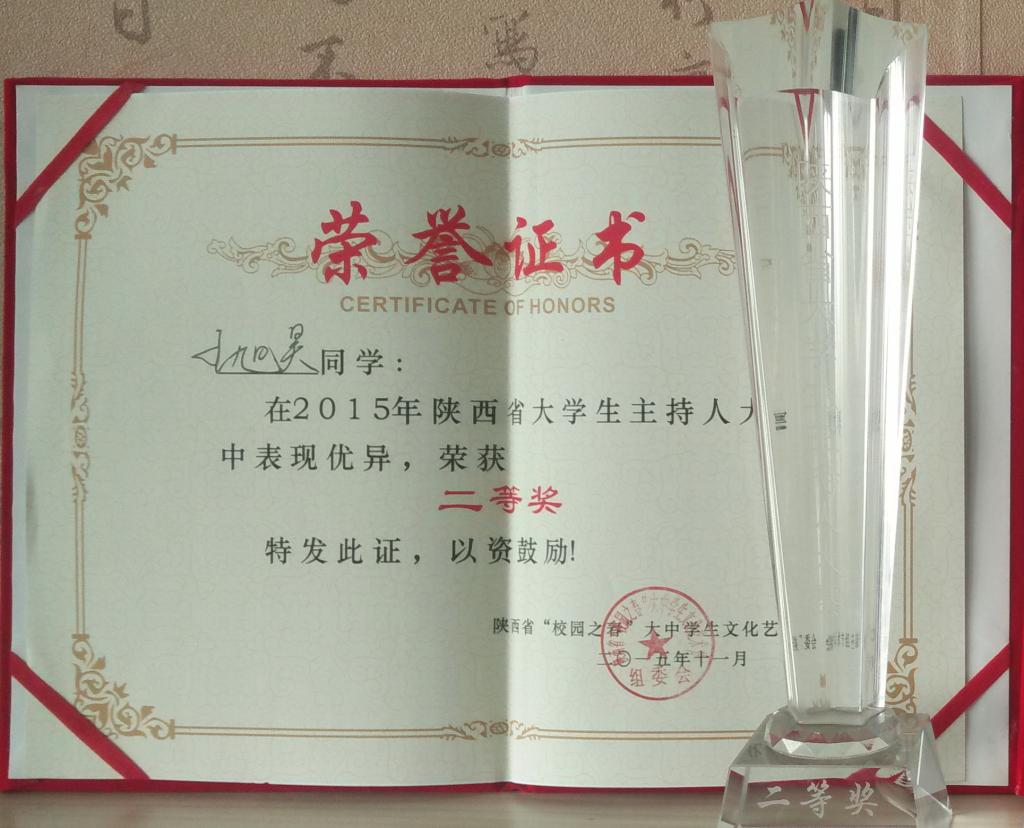 荣誉证书
CERTIFICATE OF HONORS
同学：
在2015年陕西省大学生主持人大
中表现优异，荣获
二等奖
特发此证，以资鼓励!
陕西省“校园之春”大中学生文化艺
二〇一五年十一月
组委会
二等奖